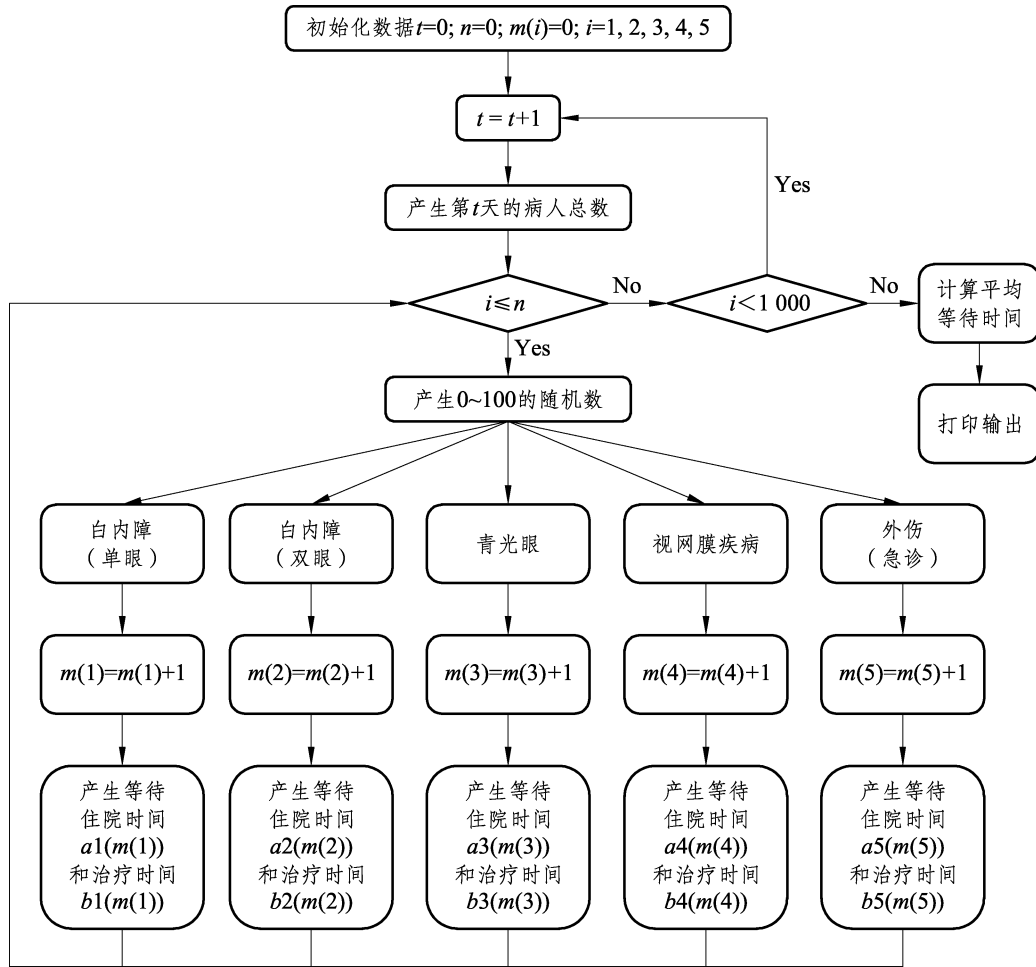 初始化数据t=0; n=0; m(i)=0; i=1, 2, 3, 4, 5
t = t+1
Yes
产生第t天的病人总数
i≤n
No
i＜1 000
No
计算平均
等待时间
Yes
产生0~100的随机数
打印输出
白内障
（单眼）
白内障
（双眼）
青光眼
视网膜疾病
外伤
（急诊）
m(1)=m(1)+1
m(2)=m(2)+1
m(3)=m(3)+1
m(4)=m(4)+1
m(5)=m(5)+1
产生等待
住院时间
a1(m(1))
和治疗时间
b1(m(1))
产生等待
住院时间
a2(m(2))
和治疗时间
b2(m(2))
产生等待
住院时间
a3(m(3))
和治疗时间
b3(m(3))
产生等待
住院时间
a4(m(4))
和治疗时间
b4(m(4))
产生等待
住院时间
a5(m(5))
和治疗时间
b5(m(5))